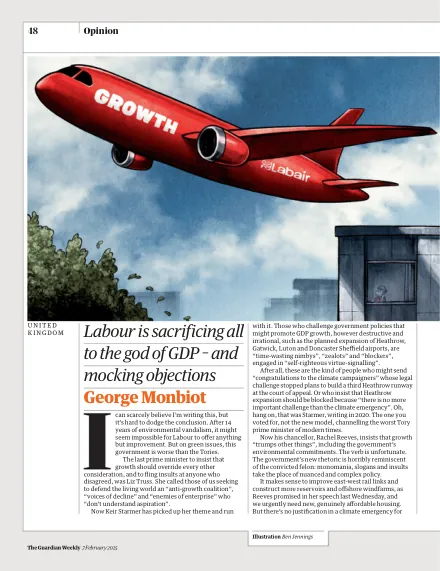 48
Opinion
GROWTH
Labair
UNITED
KINGDOM
Labour is sacrificing all
to the god of GDP – and
mocking objections
George Monbiot
I can scarcely believe I'm writing this, but
it's hard to dodge the conclusion. After 14
years of environmental vandalism, it might
seem impossible for Labour to offer anything
but improvement. But on green issues, this
government is worse than the Tories.
The last prime minister to insist that
growth should override every other
consideration, and to fling insults at anyone who
disagreed, was Liz Truss. She called those of us seeking
to defend the living world an "anti-growth coalition",
"voices of decline" and "enemies of enterprise" who
"don't understand aspiration".
Now Keir Starmer has picked up her theme and run
with it. Those who challenge government policies that
might promote GDP growth, however destructive and
irrational, such as the planned expansion of Heathrow,
Gatwick, Luton and Doncaster Sheffield airports, are
"time-wasting nimbys", "zealots" and "blockers",
engaged in "self-righteous virtue-signalling".
After all, these are the kind of people who might send
"congratulations to the climate campaigners" whose legal
challenge stopped plans to build a third Heathrow runway
at the court of appeal. Or who insist that Heathrow
expansion should be blocked because "there is no more
important challenge than the climate emergency". Oh,
hang on, that was Starmer, writing in 2020. The one you
voted for, not the new model, channelling the worst Tory
prime minister of modern times.
Now his chancellor, Rachel Reeves, insists that growth
"trumps other things", including the government's
environmental commitments. The verb is unfortunate.
The government's new rhetoric is horribly reminiscent
of the convicted felon: monomania, slogans and insults
take the place of nuanced and complex policy.
It makes sense to improve east-west rail links and
construct more reservoirs and offshore windfarms, as
Reeves promised in her speech last Wednesday, and
we urgently need new, genuinely affordable housing.
But there's no justification in a climate emergency for
Illustration Ben Jennings
The Guardian Weekly 7 February 2025